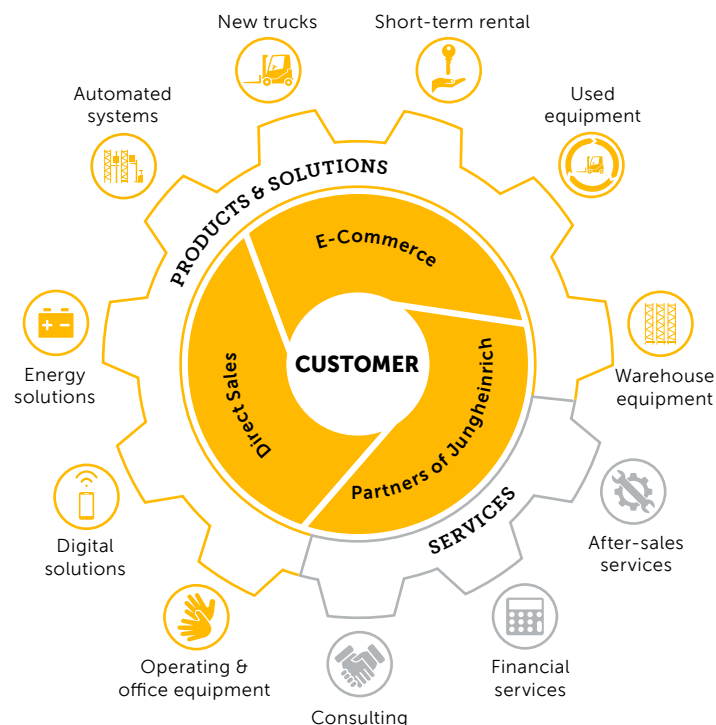 New trucks
Short-term rental
Automated
systems
Used
equipment
PRODUCTS & SOLUTIONS
E-Commerce
CUSTOMER
Direct Sales
Partners of Jungheinrich
Energy
solutions
Warehouse
equipment
SERVICES
Digital
solutions
After-sales
services
Operating &
office equipment
Financial
services
Consulting